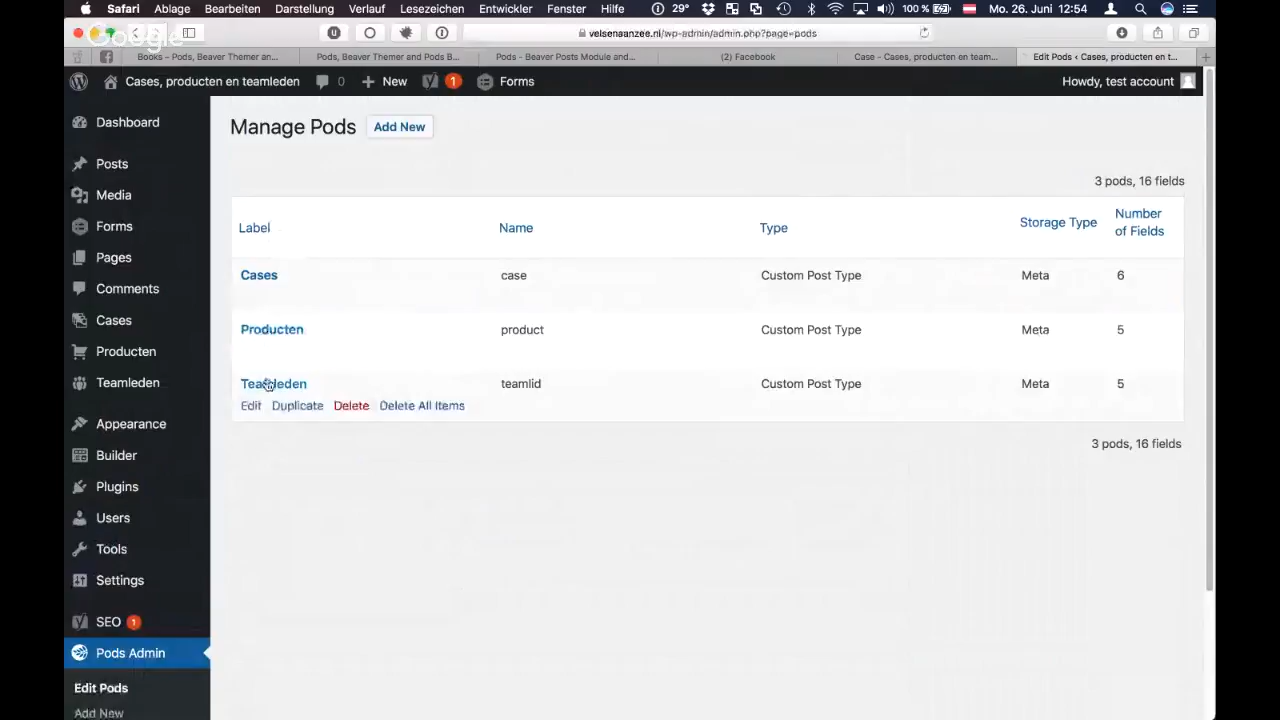 Safari Ablage Bearbeiten Darstellung Verlauf Lesezeichen Entwickler Fenster Hilfe 29° 100 % Mo. 26. Juni 12:54
Google
velsenaanzee.nl/wp-admin/admin.php?page=pods
Books – Pods, Beaver Themer an... Pods, Beaver Themer and Pods B... Pods - Beaver Posts Module and... (2) Facebook Case – Cases, producten en team... Edit Pods ‹ Cases, producten en t...
Cases, producten en teamleden 0 New 1 Forms Howdy, test account
Dashboard
Posts
Media
Forms
Pages
Comments
Cases
Producten
Teamleden
Appearance
Builder
Plugins
Users
Tools
Settings
SEO 1
Pods Admin
Edit Pods
Add New
Manage Pods Add New
3 pods, 16 fields
Label Name Type Storage Type Number of Fields
Cases case Custom Post Type Meta 6
Producten product Custom Post Type Meta 5
Teamleden teamlid Custom Post Type Meta 5
Edit Duplicate Delete Delete All Items
3 pods, 16 fields